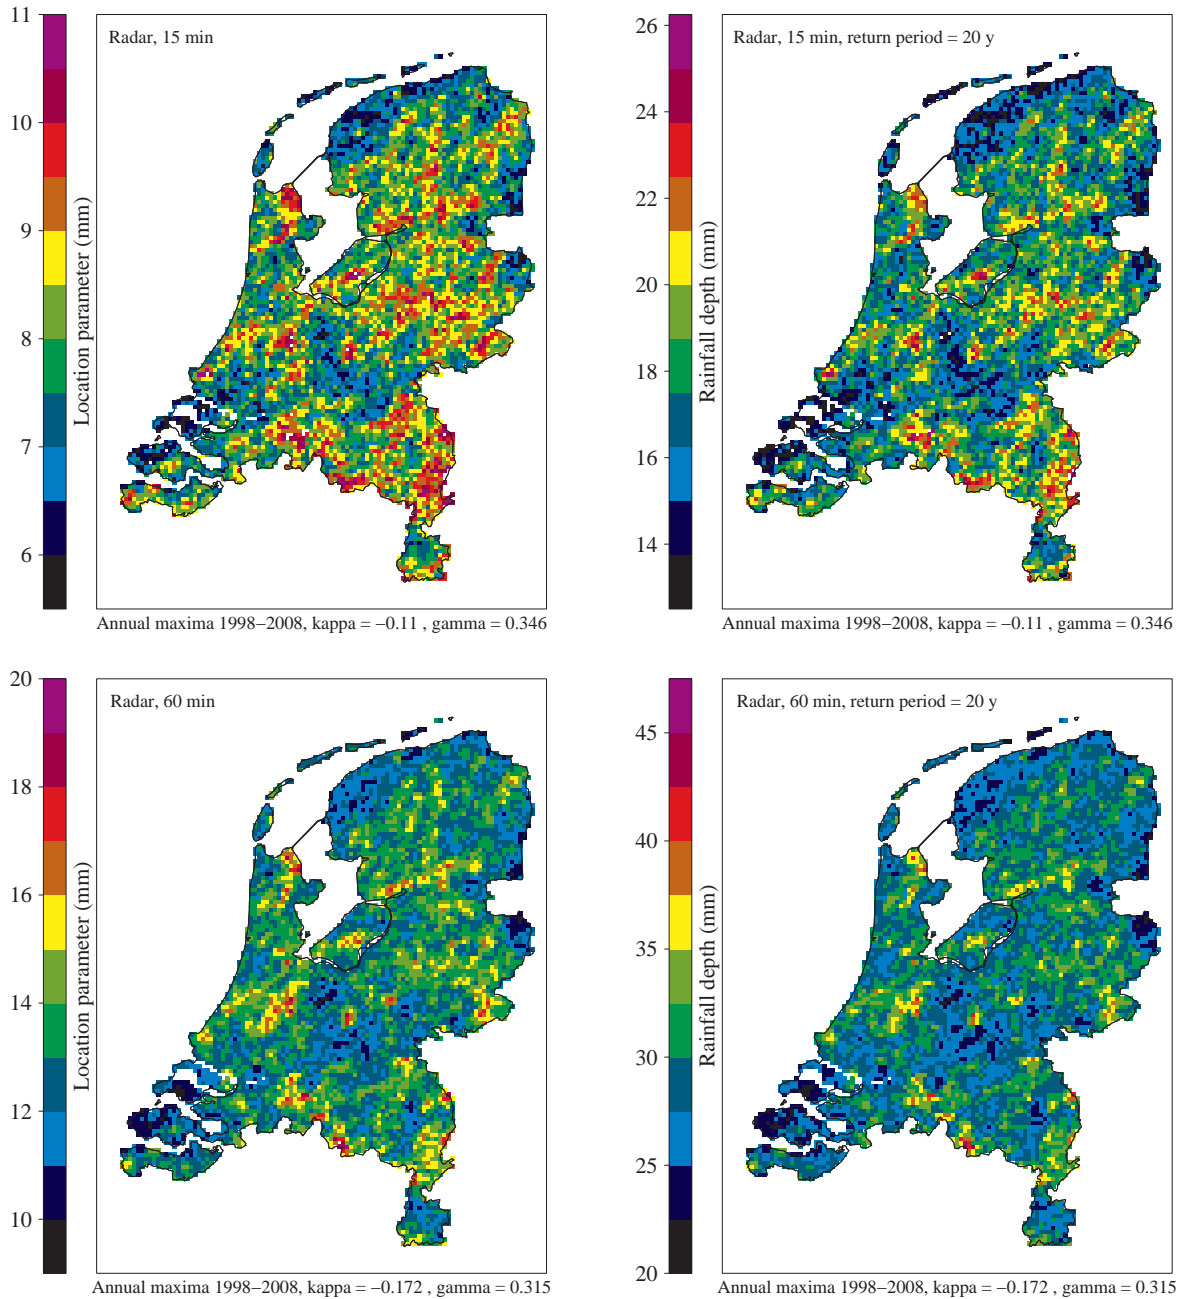 Radar, 15 min
11
10
9
8
7
6
Location parameter (mm)
Annual maxima 1998−2008, kappa = −0.11 , gamma = 0.346
Radar, 15 min, return period = 20 y
26
24
22
20
18
16
14
Rainfall depth (mm)
Annual maxima 1998−2008, kappa = −0.11 , gamma = 0.346
Radar, 60 min
20
18
16
14
12
10
Location parameter (mm)
Annual maxima 1998−2008, kappa = −0.172 , gamma = 0.315
Radar, 60 min, return period = 20 y
45
40
35
30
25
20
Rainfall depth (mm)
Annual maxima 1998−2008, kappa = −0.172 , gamma = 0.315